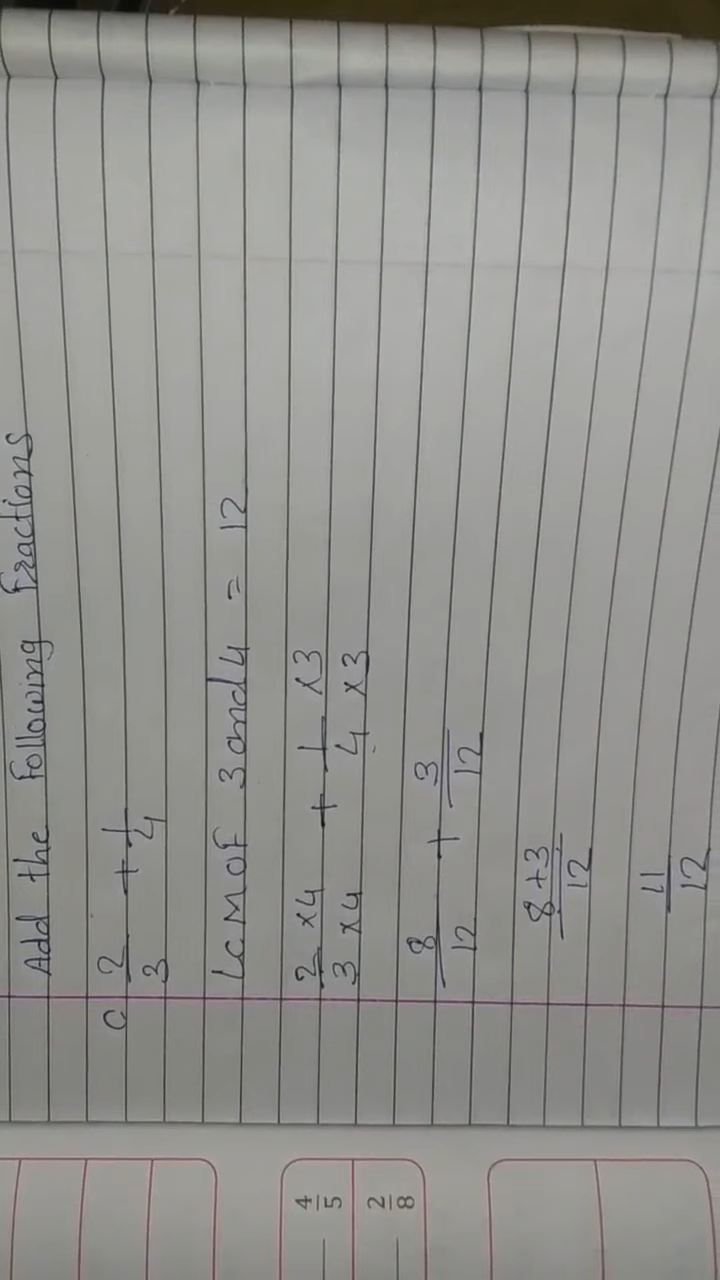 Add the Following Fractions
c 2/3 + 1/4
LCM OF 3 and 4 = 12
2×4/3×4 + 1×3/4×3
8/12 + 3/12
8+3/12
11/12
4/5
2/8